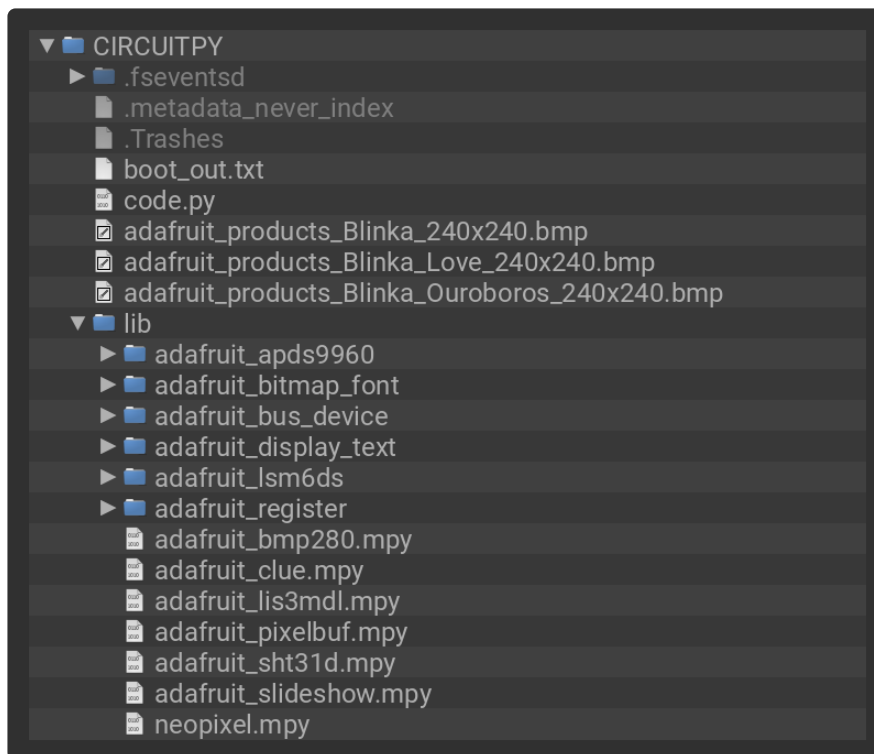 CIRCUITPY
.fseventsd
.metadata_never_index
.Trashes
boot_out.txt
code.py
adafruit_products_Blinka_240x240.bmp
adafruit_products_Blinka_Love_240x240.bmp
adafruit_products_Blinka_Ouroboros_240x240.bmp
lib
adafruit_apds9960
adafruit_bitmap_font
adafruit_bus_device
adafruit_display_text
adafruit_lsm6ds
adafruit_register
adafruit_bmp280.mpy
adafruit_clue.mpy
adafruit_lis3mdl.mpy
adafruit_pixelbuf.mpy
adafruit_sht31d.mpy
adafruit_slideshow.mpy
neopixel.mpy